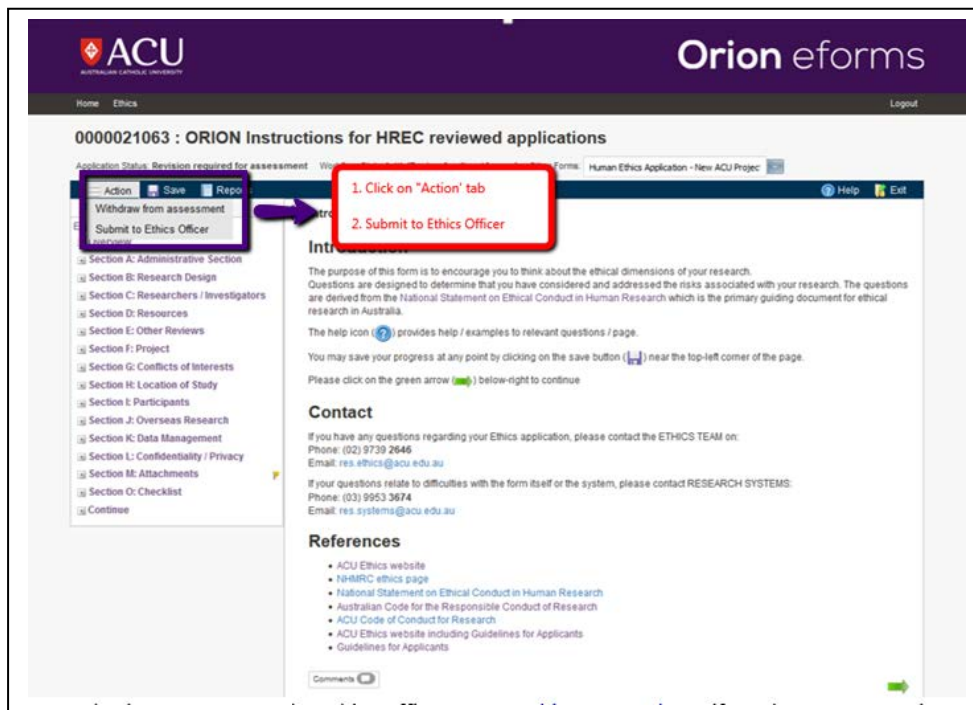 ACU
AUSTRALIAN CATHOLIC UNIVERSITY
Orion eforms
Home Ethics Logout
0000021063 : ORION Instructions for HREC reviewed applications
Application Status: Revision required for assessment
Forms: Human Ethics Application - New ACU Projec
Action Save Repo
Help Exit
Withdraw from assessment
Submit to Ethics Officer
1. Click on "Action' tab
2. Submit to Ethics Officer
Section A: Administrative Section
Section B: Research Design
Section C: Researchers / Investigators
Section D: Resources
Section E: Other Reviews
Section F: Project
Section G: Conflicts of Interests
Section H: Location of Study
Section I: Participants
Section J: Overseas Research
Section K: Data Management
Section L: Confidentiality / Privacy
Section M: Attachments
Section O: Checklist
Continue
Introduction
The purpose of this form is to encourage you to think about the ethical dimensions of your research.
Questions are designed to determine that you have considered and addressed the risks associated with your research. The questions
are derived from the National Statement on Ethical Conduct in Human Research which is the primary guiding document for ethical
research in Australia.
The help icon (?) provides help / examples to relevant questions / page.
You may save your progress at any point by clicking on the save button ( ) near the top-left corner of the page.
Please click on the green arrow ( ) below-right to continue
Contact
If you have any questions regarding your Ethics application, please contact the ETHICS TEAM on:
Phone: (02) 9739 2646
Email: res.ethics@acu.edu.au
If your questions relate to difficulties with the form itself or the system, please contact RESEARCH SYSTEMS:
Phone: (03) 9953 3674
Email: res.systems@acu.edu.au
References
ACU Ethics website
NHMRC ethics page
National Statement on Ethical Conduct in Human Research
Australian Code for the Responsible Conduct of Research
ACU Code of Conduct for Research
ACU Ethics website including Guidelines for Applicants
Guidelines for Applicants
Comments